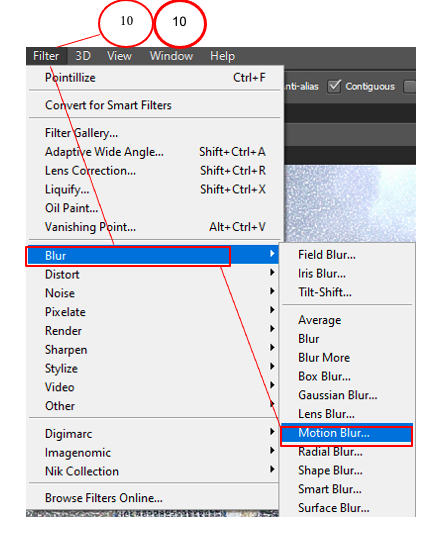 10 10
Filter 3D View Window Help
Pointillize Ctrl+F
nti-alias Contiguous
Convert for Smart Filters
Filter Gallery...
Adaptive Wide Angle... Shift+Ctrl+A
Lens Correction... Shift+Ctrl+R
Liquify... Shift+Ctrl+X
Oil Paint...
Vanishing Point... Alt+Ctrl+V
Blur
Distort
Noise
Pixelate
Render
Sharpen
Stylize
Video
Other
Digimarc
Imagenomic
Nik Collection
Browse Filters Online...
Field Blur...
Iris Blur...
Tilt-Shift...
Average
Blur
Blur More
Box Blur...
Gaussian Blur...
Lens Blur...
Motion Blur...
Radial Blur...
Shape Blur...
Smart Blur...
Surface Blur...